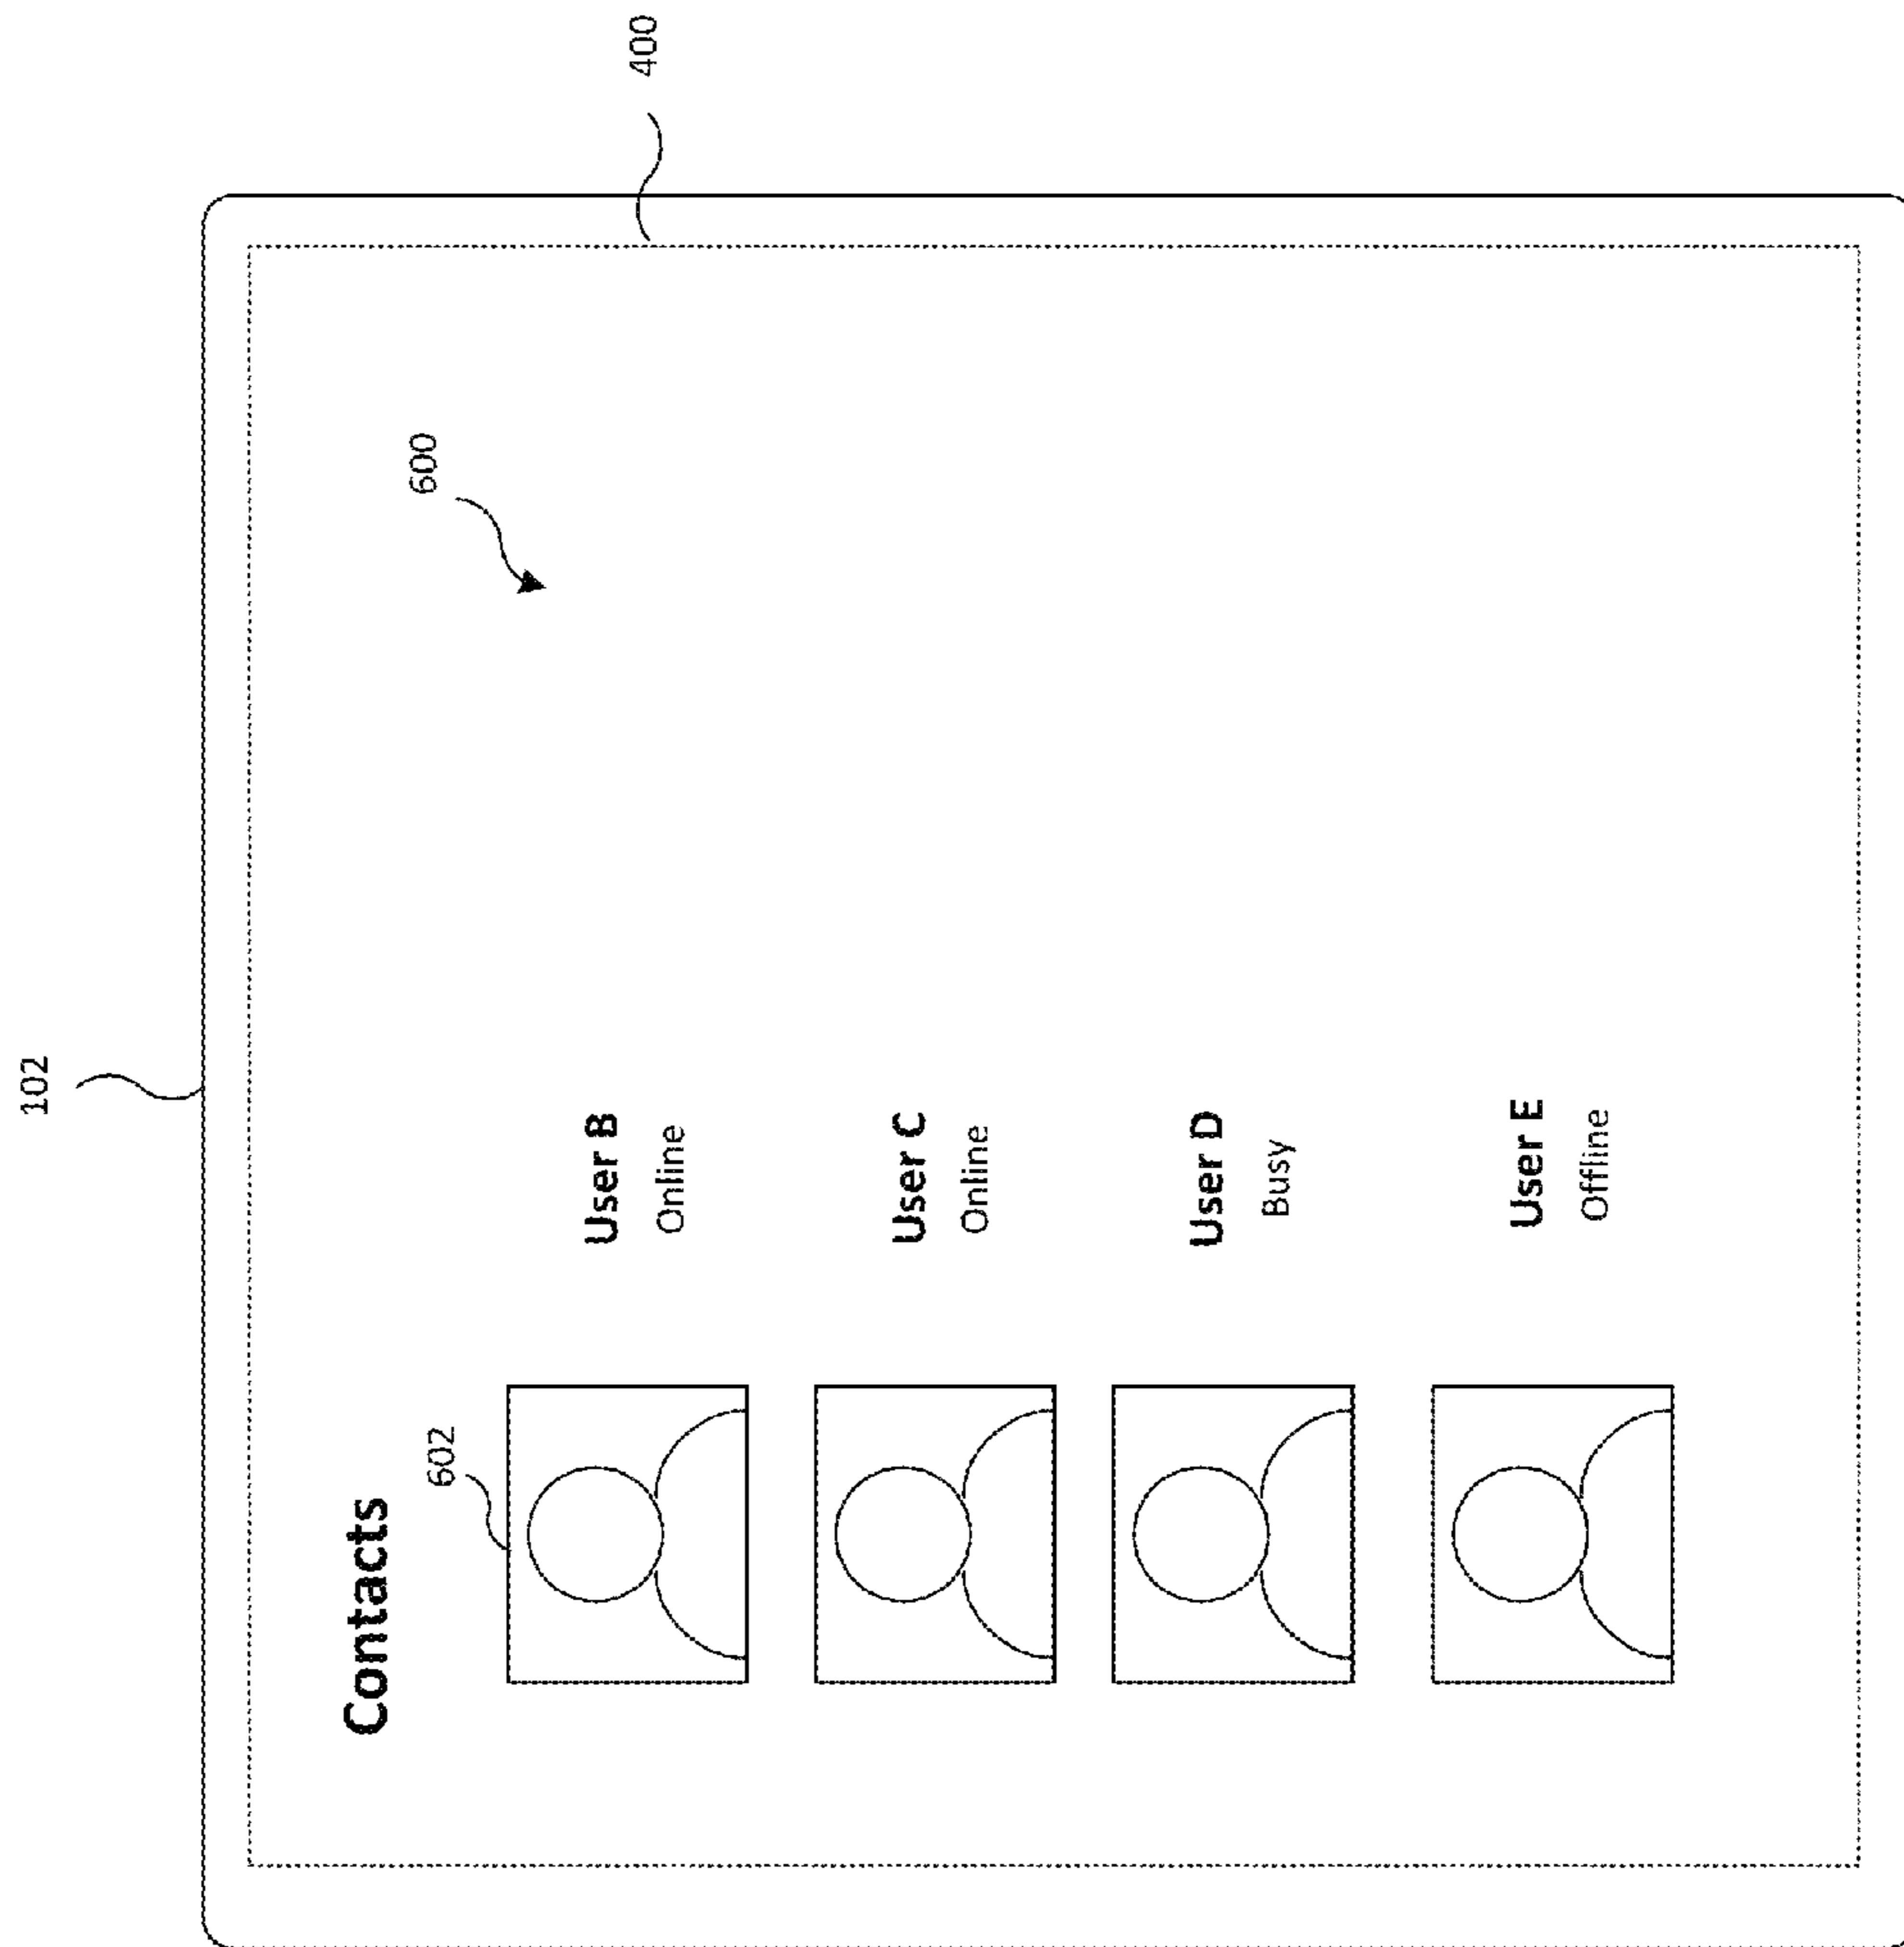 102
400
600
Contacts
602
User B
Online
User C
Online
User D
Busy
User E
Offline